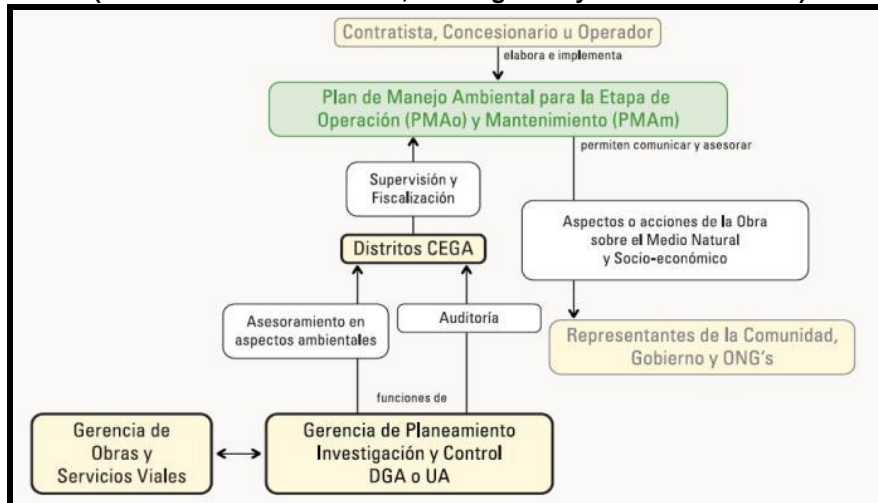 Contratista, Concesionario u Operador
elabora e implementa
Plan de Manejo Ambiental para la Etapa de
Operación (PMAo) y Mantenimiento (PMAm)
permiten comunicar y asesorar
Supervisión y
Fiscalización
Aspectos o acciones de la Obra
sobre el Medio Natural
y Socio-económico
Distritos CEGA
Asesoramiento en
aspectos ambientales
Auditoría
Representantes de la Comunidad,
Gobierno y ONG's
funciones de
Gerencia de
Obras y
Servicios Viales
Gerencia de Planeamiento
Investigación y Control
DGA o UA